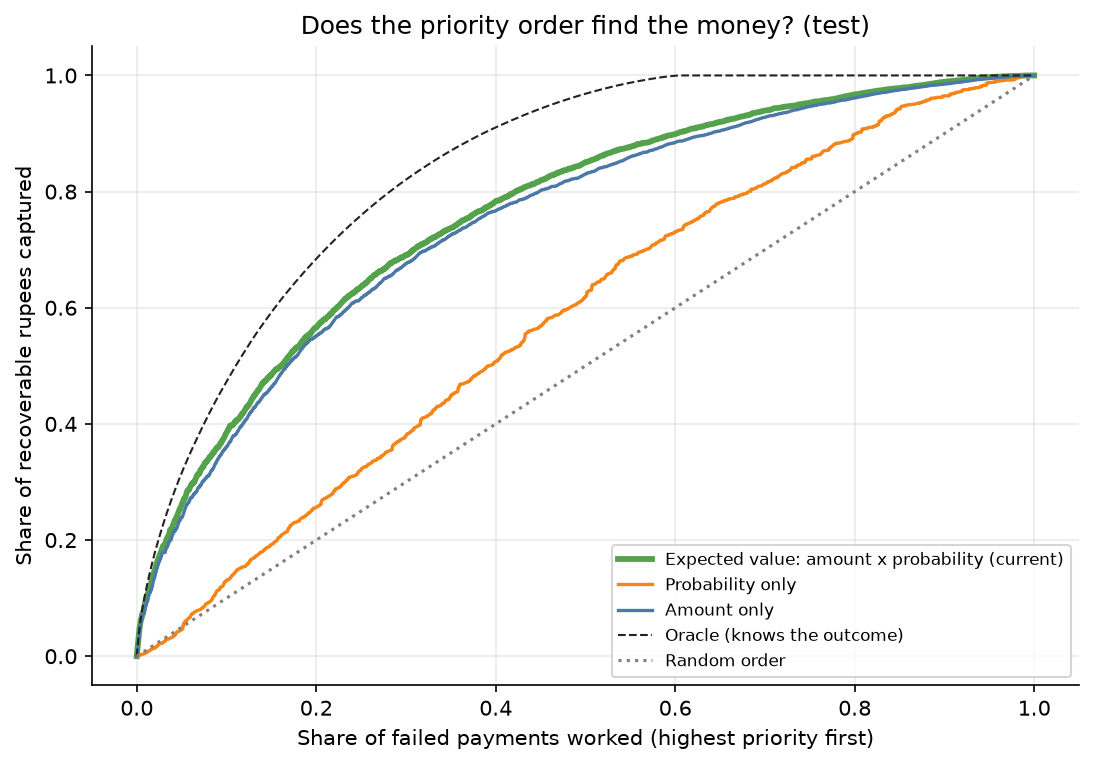 Does the priority order find the money? (test)
Share of recoverable rupees captured
1.0
0.8
0.6
0.4
0.2
0.0
Expected value: amount x probability (current)
Probability only
Amount only
Oracle (knows the outcome)
Random order
0.0 0.2 0.4 0.6 0.8 1.0
Share of failed payments worked (highest priority first)